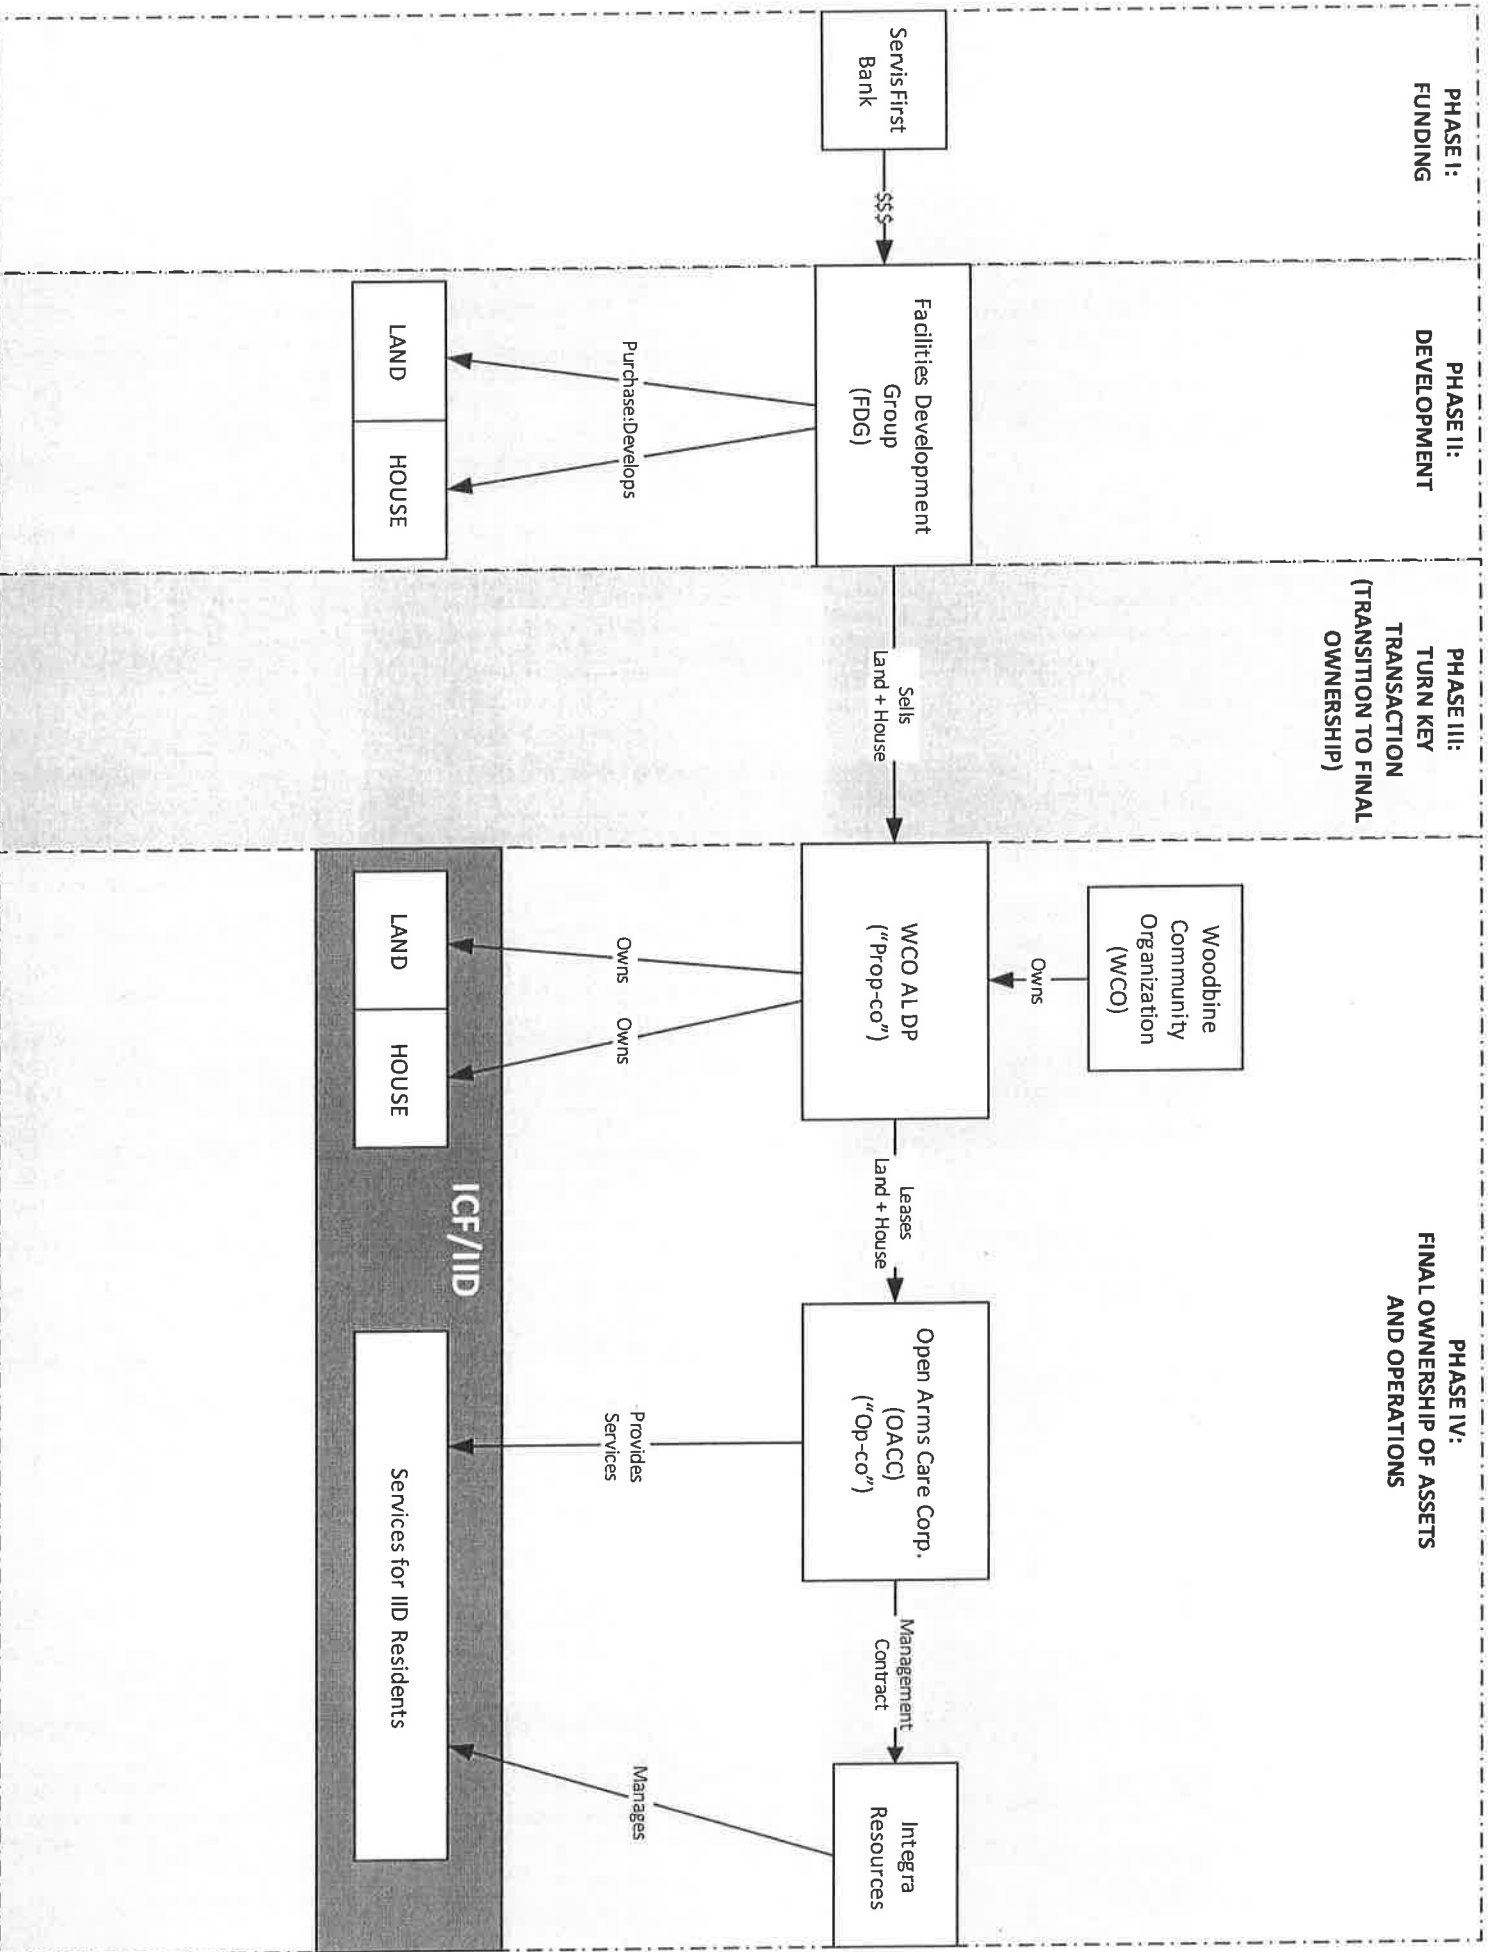 PHASE I:
FUNDING
PHASE II:
DEVELOPMENT
PHASE III:
TURN KEY
TRANSACTION
(TRANSITION TO FINAL
OWNERSHIP)
PHASE IV:
FINAL OWNERSHIP OF ASSETS
AND OPERATIONS
ServisFirst
Bank
$$$
Facilities Development
Group
(FDG)
Purchases
Develops
LAND
HOUSE
Sells
Land + House
Woodbine
Community
Organization
(WCO)
Owns
WCO AL DP
("Prop-co")
Owns
Owns
LAND
HOUSE
Leases
Land + House
Open Arms Care Corp.
(OACC)
("Op-co")
Provides
Services
Management
Contract
Integra
Resources
Manages
ICF/IID
Services for IID Residents